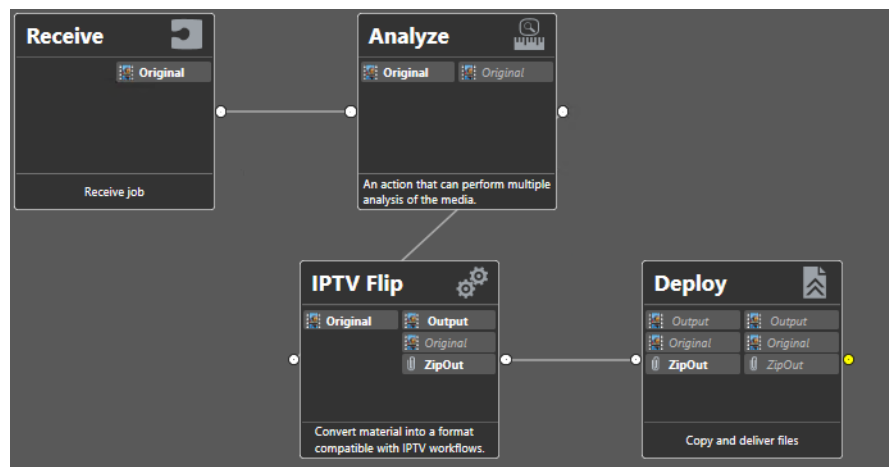 Receive
Original
Receive job
Analyze
Original Original
An action that can perform multiple
analysis of the media.
IPTV Flip
Original Output
Original
ZipOut
Convert material into a format
compatible with IPTV workflows.
Deploy
Output Output
Original Original
ZipOut ZipOut
Copy and deliver files